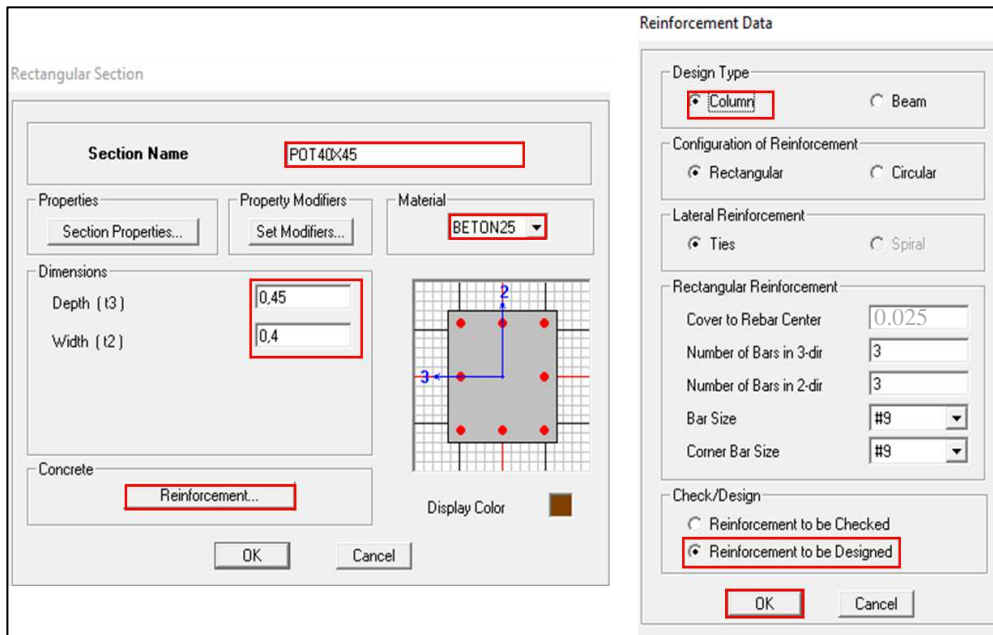 Rectangular Section
Section Name POT40X45
Properties Property Modifiers Material
Section Properties... Set Modifiers... BETON25
Dimensions
Depth ( t3 ) 0,45
Width ( t2 ) 0,4
2
3
Concrete
Reinforcement...
Display Color
OK Cancel
Reinforcement Data
Design Type
Column Beam
Configuration of Reinforcement
Rectangular Circular
Lateral Reinforcement
Ties Spiral
Rectangular Reinforcement
Cover to Rebar Center 0.025
Number of Bars in 3-dir 3
Number of Bars in 2-dir 3
Bar Size #9
Corner Bar Size #9
Check/Design
Reinforcement to be Checked
Reinforcement to be Designed
OK Cancel